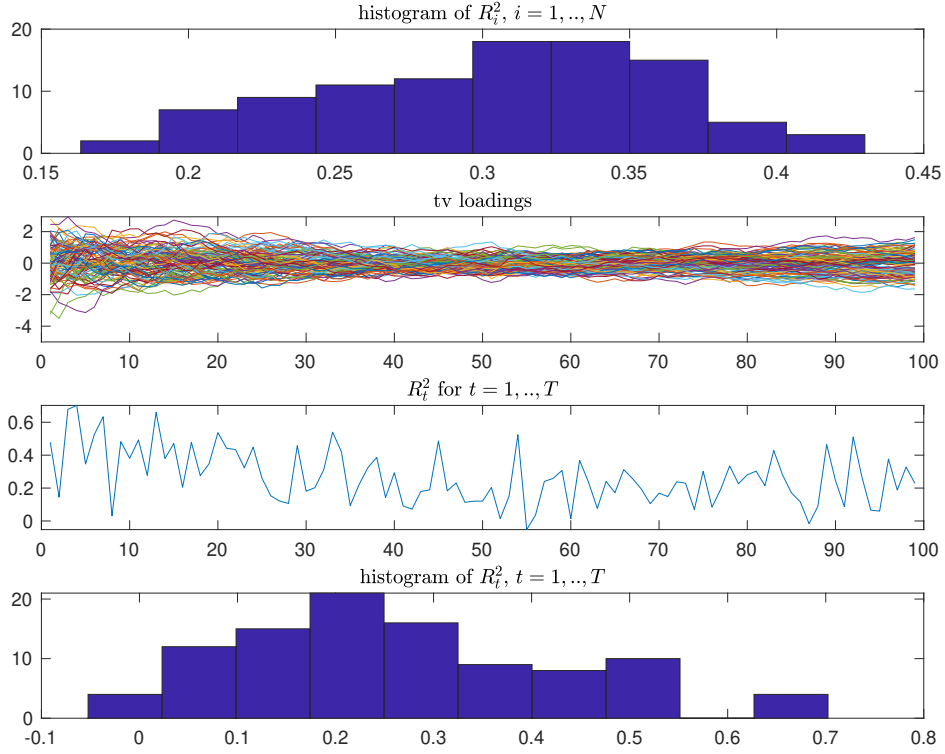 histogram of $R_i^2$, $i = 1, .., N$
20
10
0
0.15 0.2 0.25 0.3 0.35 0.4 0.45
tv loadings
2
0
-2
-4
0 10 20 30 40 50 60 70 80 90 100
$R_t^2$ for $t = 1, .., T$
0.6
0.4
0.2
0
0 10 20 30 40 50 60 70 80 90 100
histogram of $R_t^2$, $t = 1, .., T$
20
10
0
-0.1 0 0.1 0.2 0.3 0.4 0.5 0.6 0.7 0.8